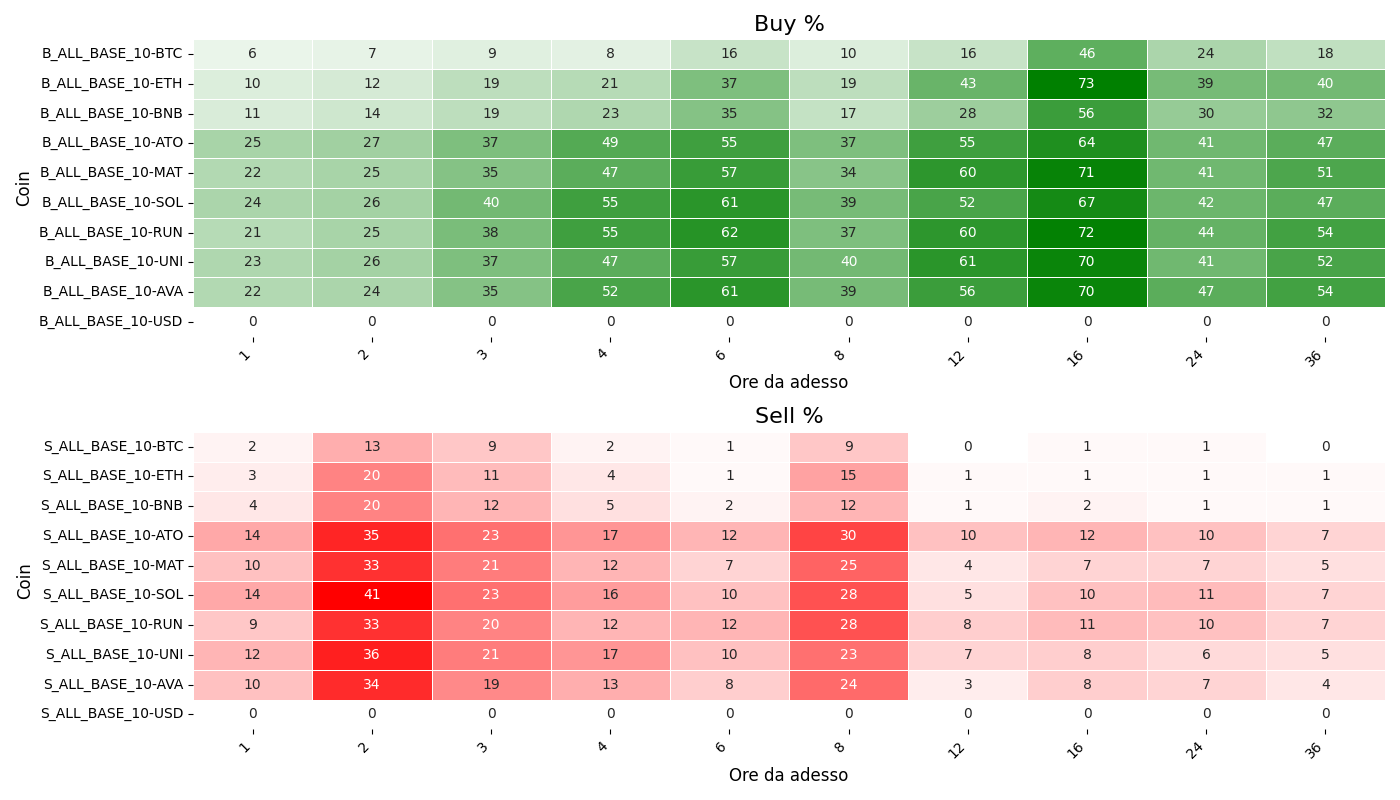 Buy %
Coin
B_ALL_BASE_10-BTC 6 7 9 8 16 10 16 46 24 18
B_ALL_BASE_10-ETH 10 12 19 21 37 19 43 73 39 40
B_ALL_BASE_10-BNB 11 14 19 23 35 17 28 56 30 32
B_ALL_BASE_10-ATO 25 27 37 49 55 37 55 64 41 47
B_ALL_BASE_10-MAT 22 25 35 47 57 34 60 71 41 51
B_ALL_BASE_10-SOL 24 26 40 55 61 39 52 67 42 47
B_ALL_BASE_10-RUN 21 25 38 55 62 37 60 72 44 54
B_ALL_BASE_10-UNI 23 26 37 47 57 40 61 70 41 52
B_ALL_BASE_10-AVA 22 24 35 52 61 39 56 70 47 54
B_ALL_BASE_10-USD 0 0 0 0 0 0 0 0 0 0
1 2 3 4 6 8 12 16 24 36
Ore da adesso
Sell %
Coin
S_ALL_BASE_10-BTC 2 13 9 2 1 9 0 1 1 0
S_ALL_BASE_10-ETH 3 20 11 4 1 15 1 1 1 1
S_ALL_BASE_10-BNB 4 20 12 5 2 12 1 2 1 1
S_ALL_BASE_10-ATO 14 35 23 17 12 30 10 12 10 7
S_ALL_BASE_10-MAT 10 33 21 12 7 25 4 7 7 5
S_ALL_BASE_10-SOL 14 41 23 16 10 28 5 10 11 7
S_ALL_BASE_10-RUN 9 33 20 12 12 28 8 11 10 7
S_ALL_BASE_10-UNI 12 36 21 17 10 23 7 8 6 5
S_ALL_BASE_10-AVA 10 34 19 13 8 24 3 8 7 4
S_ALL_BASE_10-USD 0 0 0 0 0 0 0 0 0 0
1 2 3 4 6 8 12 16 24 36
Ore da adesso